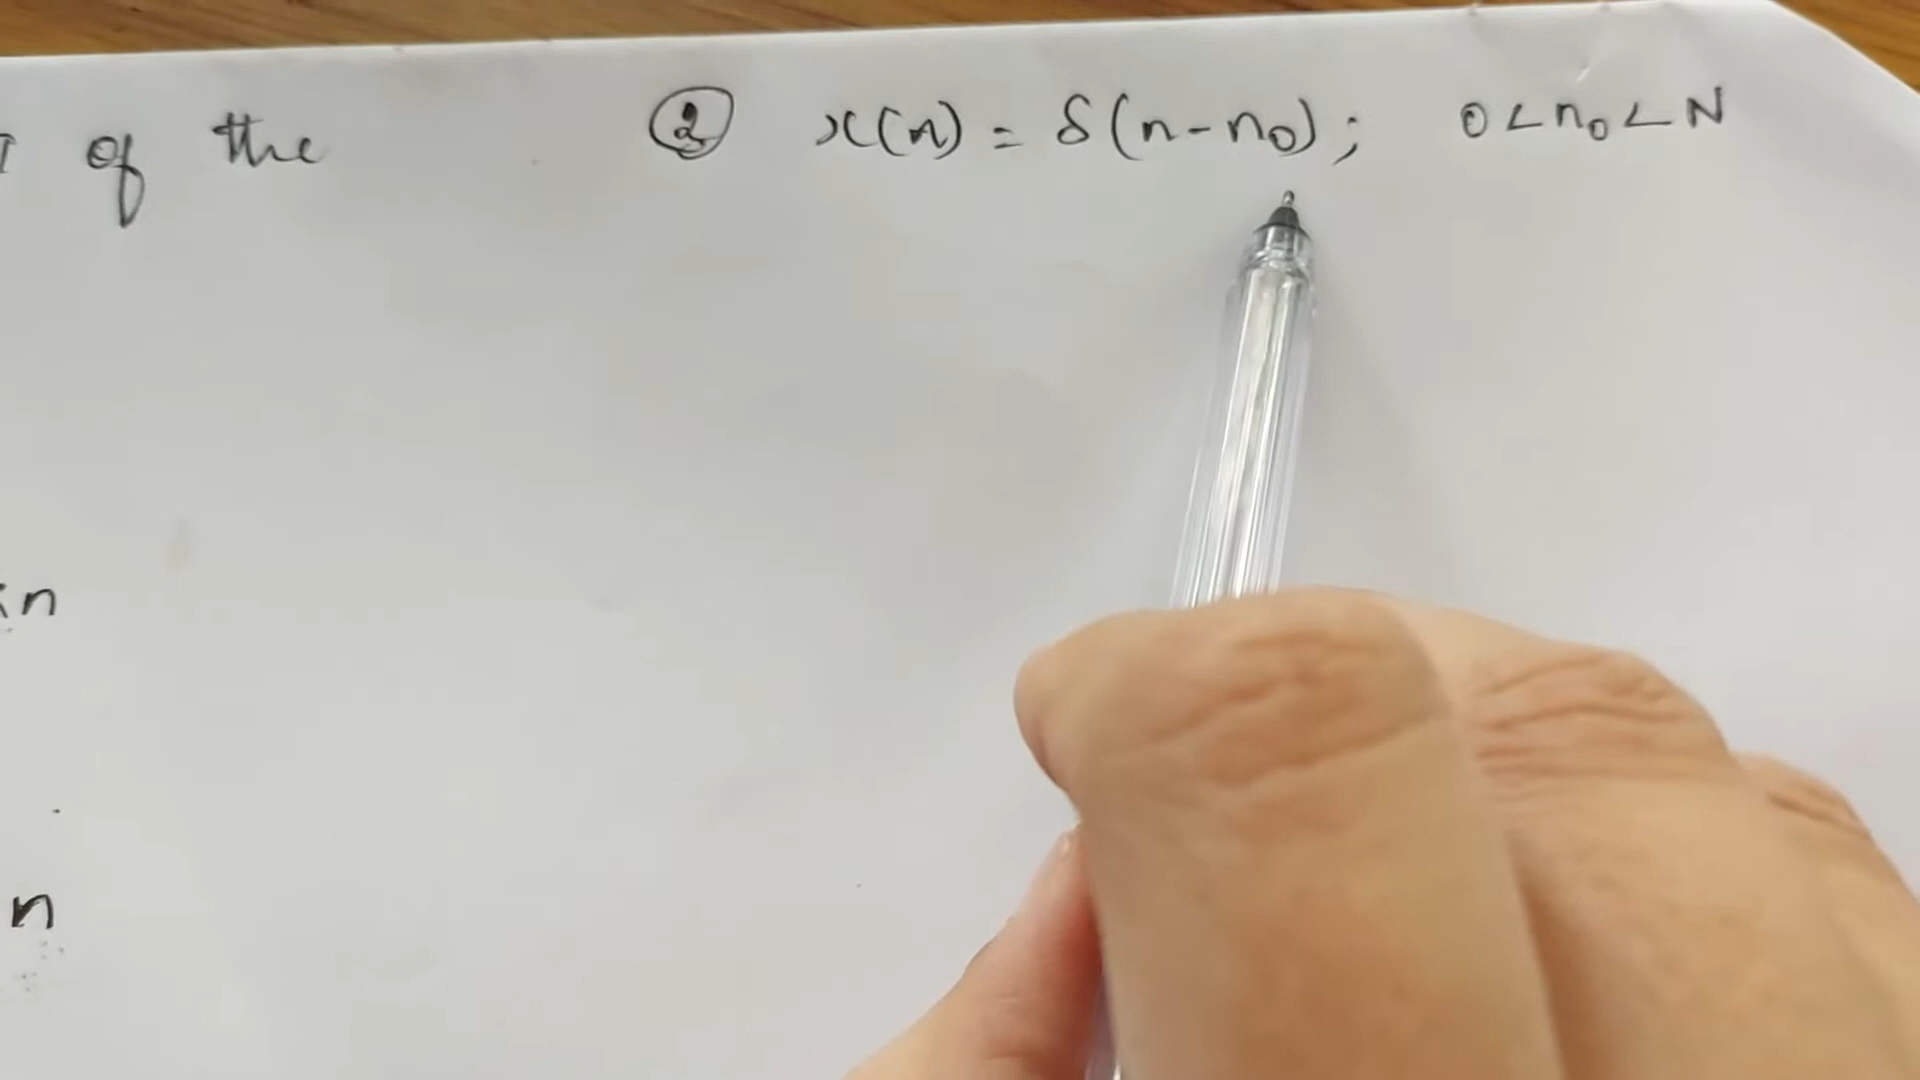 of the
② x(n) = δ(n-n₀); 0<n₀<N
n
n